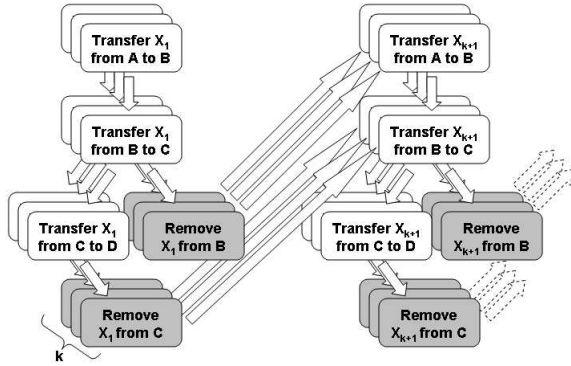 Transfer X1
from A to B
Transfer X1
from B to C
Transfer X1
from C to D
Remove
X1 from B
Remove
X1 from C
k
Transfer Xk+1
from A to B
Transfer Xk+1
from B to C
Transfer Xk+1
from C to D
Remove
Xk+1 from B
Remove
Xk+1 from C